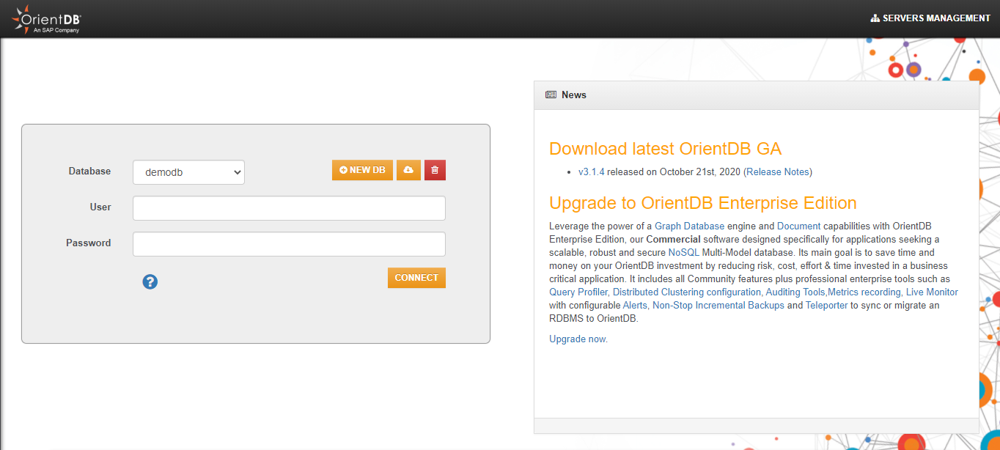 OrientDB®
An SAP Company
SERVERS MANAGEMENT
Database
demodb
NEW DB
User
Password
?
CONNECT
News
Download latest OrientDB GA
• v3.1.4 released on October 21st, 2020 (Release Notes)
Upgrade to OrientDB Enterprise Edition
Leverage the power of a Graph Database engine and Document capabilities with OrientDB
Enterprise Edition, our Commercial software designed specifically for applications seeking a
scalable, robust and secure NoSQL Multi-Model database. Its main goal is to save time and
money on your OrientDB investment by reducing risk, cost, effort & time invested in a business
critical application. It includes all Community features plus professional enterprise tools such as
Query Profiler, Distributed Clustering configuration, Auditing Tools,Metrics recording, Live Monitor
with configurable Alerts, Non-Stop Incremental Backups and Teleporter to sync or migrate an
RDBMS to OrientDB.
Upgrade now.